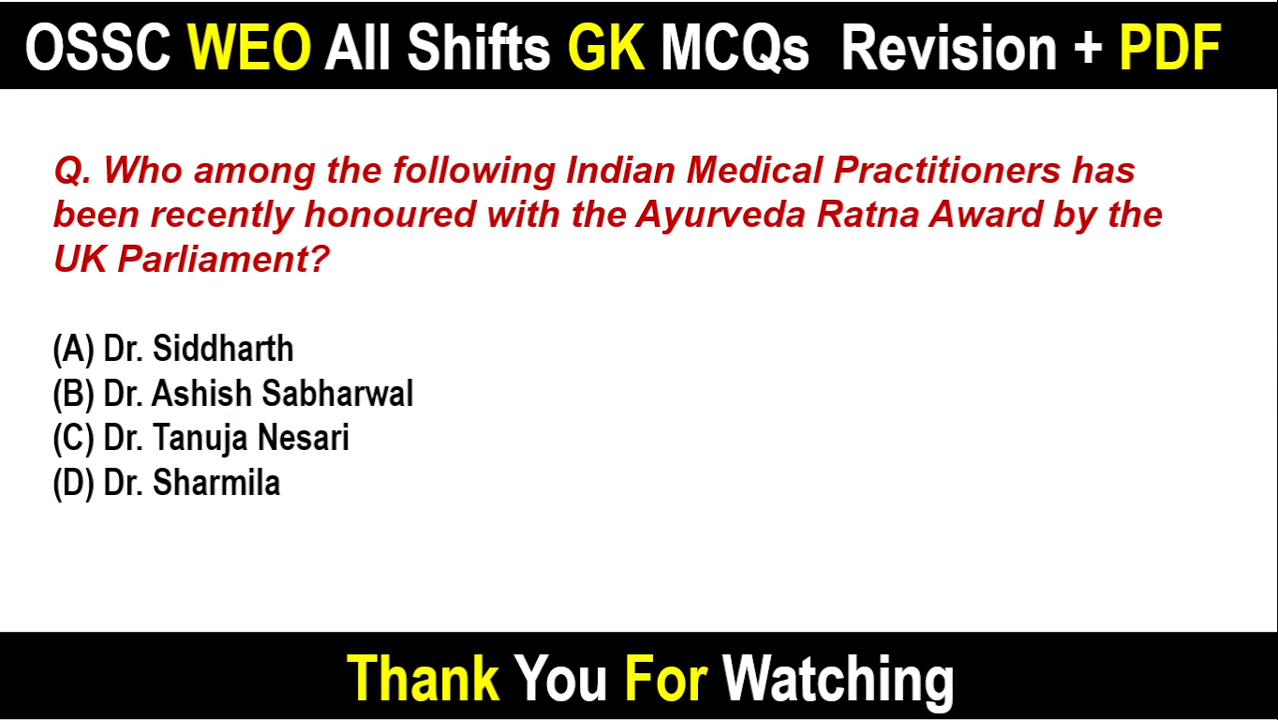 OSSC WEO All Shifts GK MCQs Revision + PDF
Q. Who among the following Indian Medical Practitioners has
been recently honoured with the Ayurveda Ratna Award by the
UK Parliament?
(A) Dr. Siddharth
(B) Dr. Ashish Sabharwal
(C) Dr. Tanuja Nesari
(D) Dr. Sharmila
Thank You For Watching